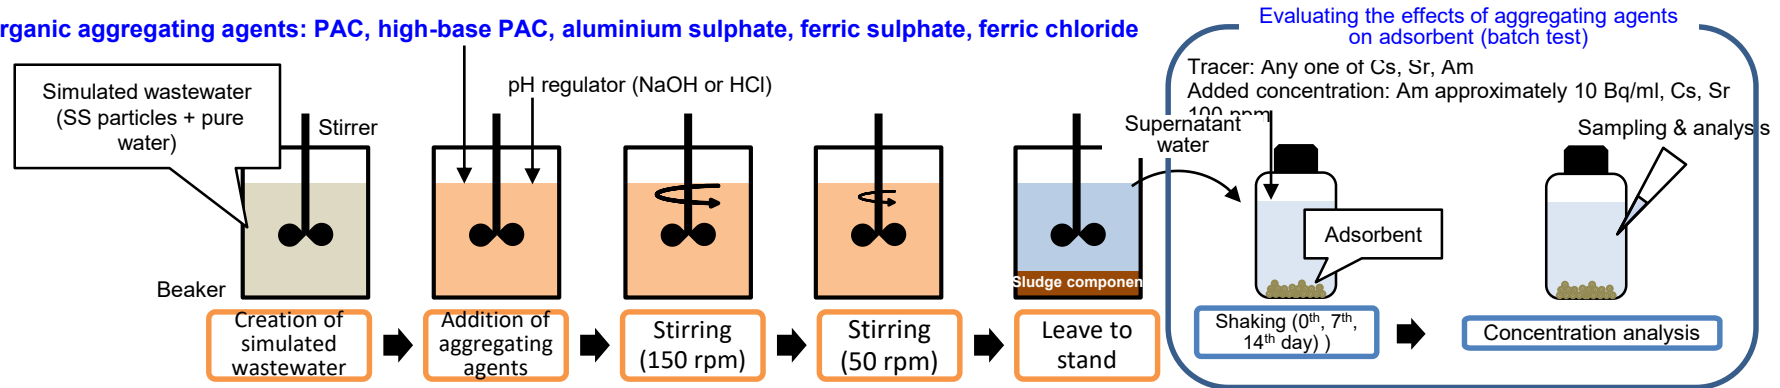 rganic aggregating agents: PAC, high-base PAC, aluminium sulphate, ferric sulphate, ferric chloride
Evaluating the effects of aggregating agents
on adsorbent (batch test)
Simulated wastewater
(SS particles + pure
water)
Stirrer
pH regulator (NaOH or HCl)
Tracer: Any one of Cs, Sr, Am
Added concentration: Am approximately 10 Bq/ml, Cs, Sr
100 ppm
Supernatant
water
Sampling & analysis
Adsorbent
Beaker
Sludge componen
Creation of
simulated
wastewater
Addition of
aggregating
agents
Stirring
(150 rpm)
Stirring
(50 rpm)
Leave to
stand
Shaking (0th, 7th,
14th day) )
Concentration analysis